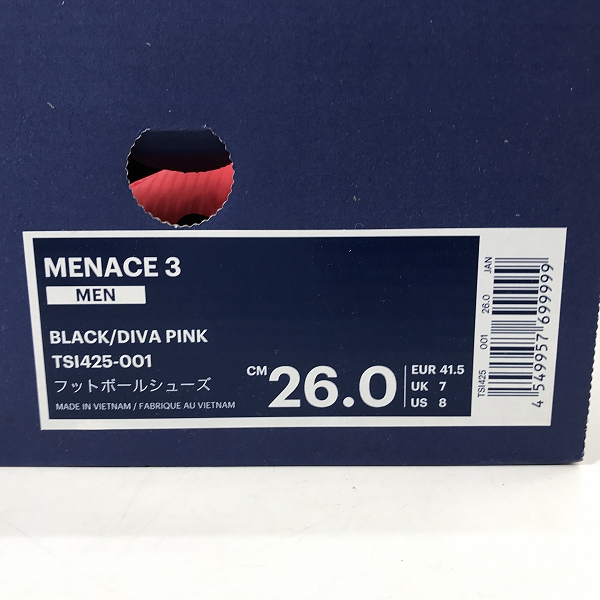 MENACE 3
MEN
BLACK/DIVA PINK
TSI425-001
フットボールシューズ
MADE IN VIETNAM / FABRIQUE AU VIETNAM
CM 26.0
EUR 41.5
UK 7
US 8
TSI425 001 26.0 JAN
4 549957 699999